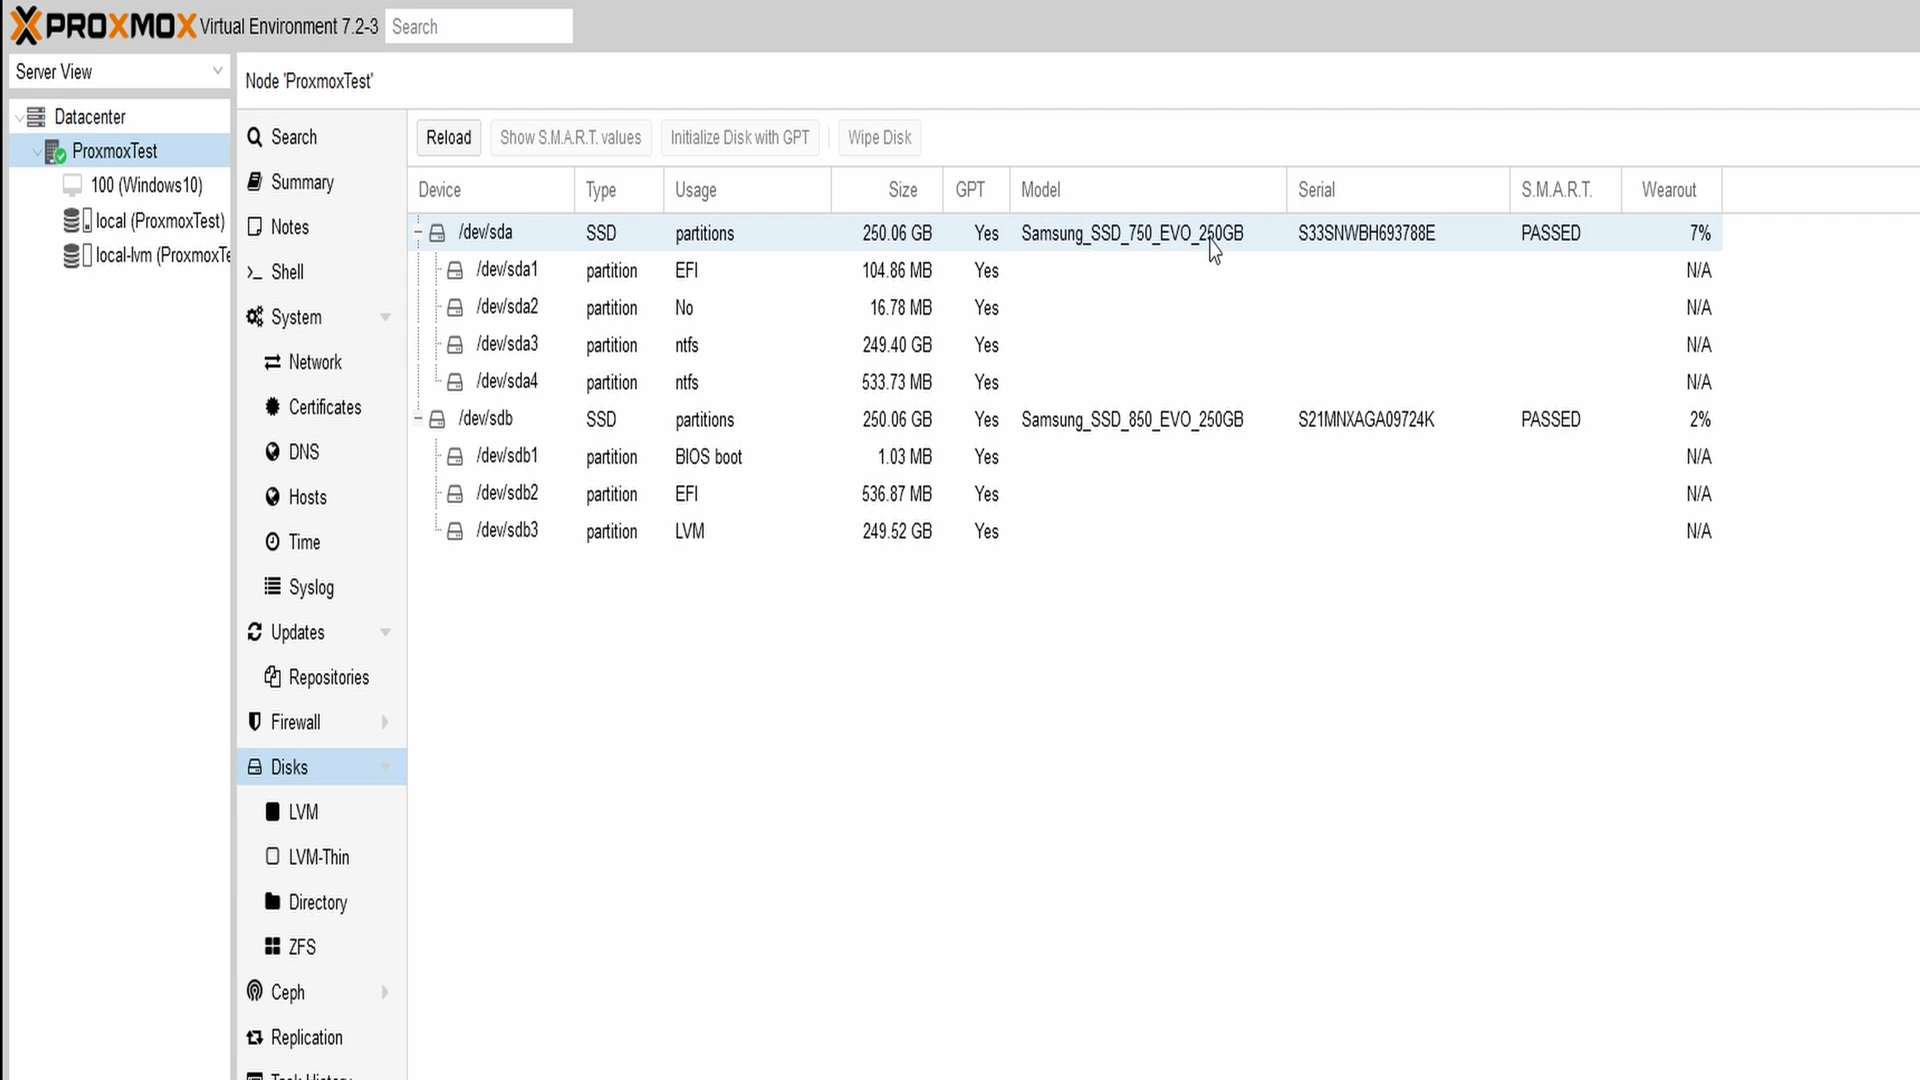 PROXMOX Virtual Environment 7.2-3 Search
Server View
Node 'ProxmoxTest'
Datacenter
ProxmoxTest
100 (Windows10)
local (ProxmoxTest)
local-lvm (ProxmoxTe
Search
Summary
Notes
Shell
System
Network
Certificates
DNS
Hosts
Time
Syslog
Updates
Repositories
Firewall
Disks
LVM
LVM-Thin
Directory
ZFS
Ceph
Replication
Task History
Reload Show S.M.A.R.T. values Initialize Disk with GPT Wipe Disk
Device Type Usage Size GPT Model Serial S.M.A.R.T. Wearout
/dev/sda SSD partitions 250.06 GB Yes Samsung_SSD_750_EVO_250GB S33SNWBH693788E PASSED 7%
/dev/sda1 partition EFI 104.86 MB Yes N/A
/dev/sda2 partition No 16.78 MB Yes N/A
/dev/sda3 partition ntfs 249.40 GB Yes N/A
/dev/sda4 partition ntfs 533.73 MB Yes N/A
/dev/sdb SSD partitions 250.06 GB Yes Samsung_SSD_850_EVO_250GB S21MNXAGA09724K PASSED 2%
/dev/sdb1 partition BIOS boot 1.03 MB Yes N/A
/dev/sdb2 partition EFI 536.87 MB Yes N/A
/dev/sdb3 partition LVM 249.52 GB Yes N/A